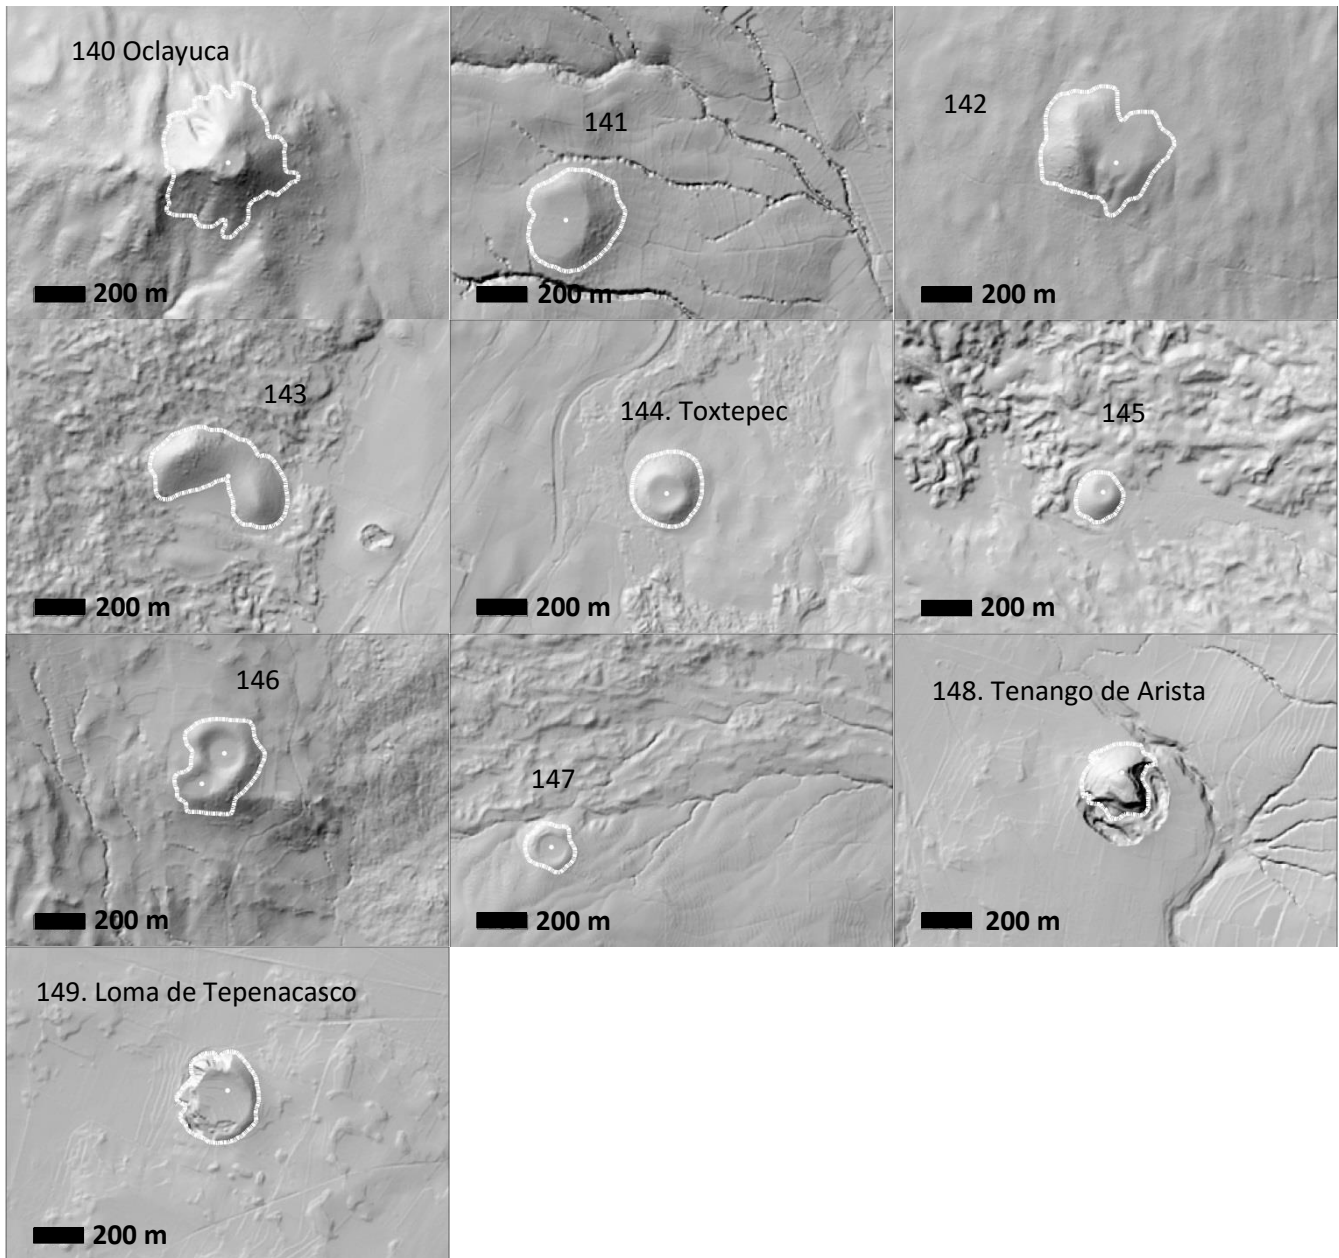 140 Oclayuca
200 m
141
200 m
142
200 m
143
200 m
144. Toxtepec
200 m
145
200 m
146
200 m
147
200 m
148. Tenango de Arista
200 m
149. Loma de Tepenacasco
200 m